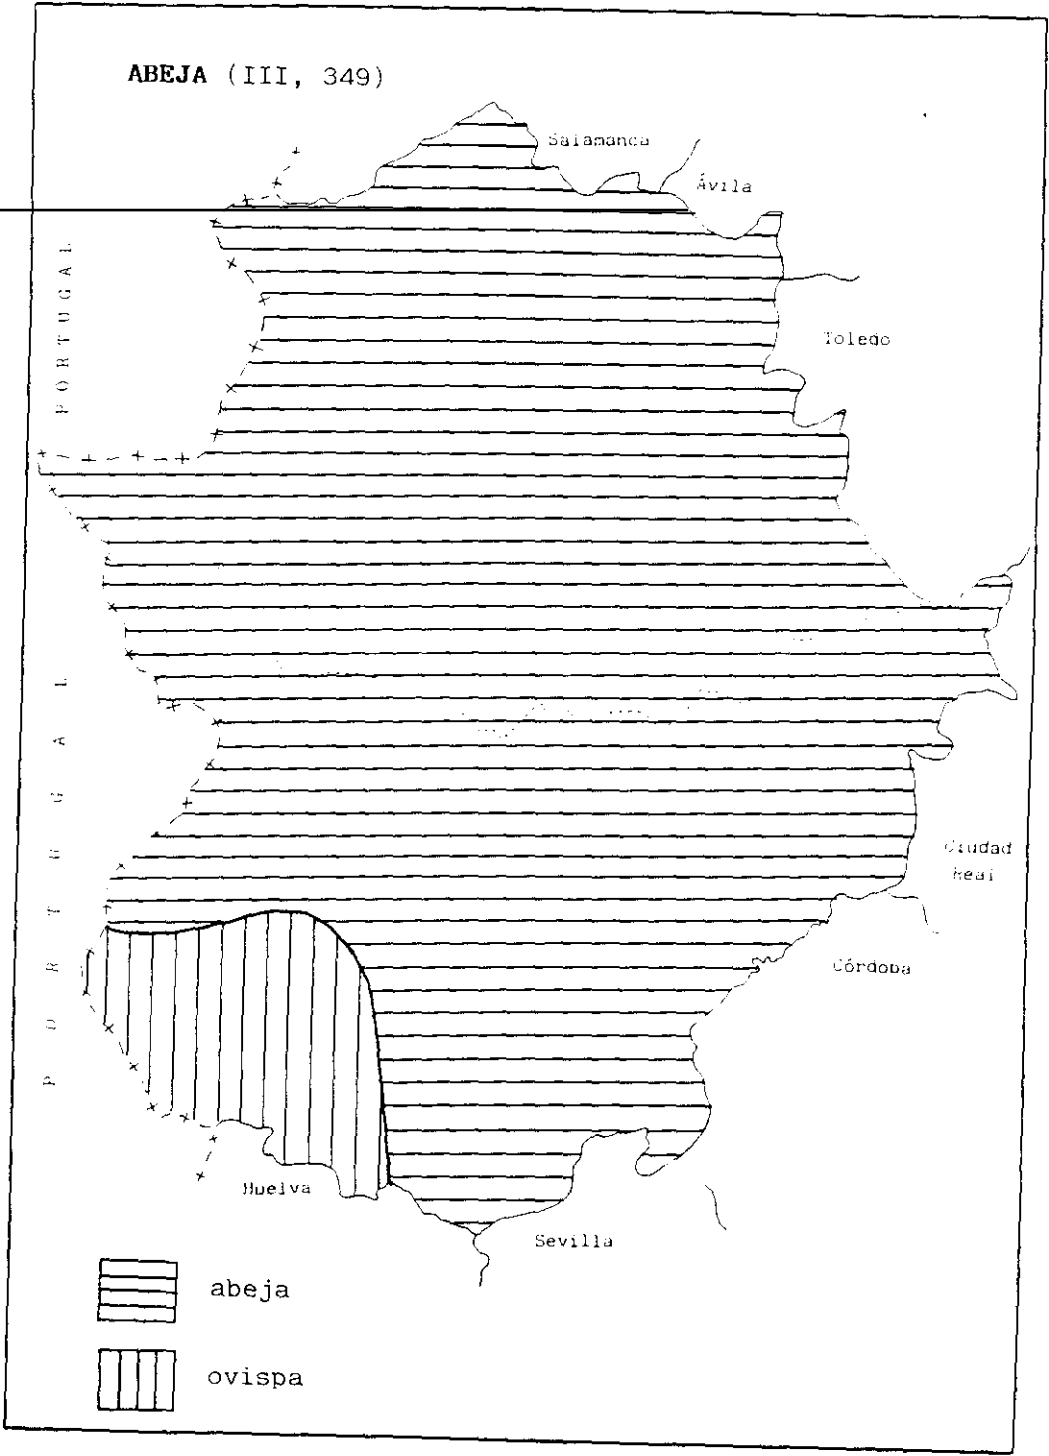 ABEJA (III, 349)
Salamanca
Ávila
PORTUGAL
Toledo
PORTUGAL
Ciudad
Real
Córdoba
Huelva
Sevilla
abeja
ovispa